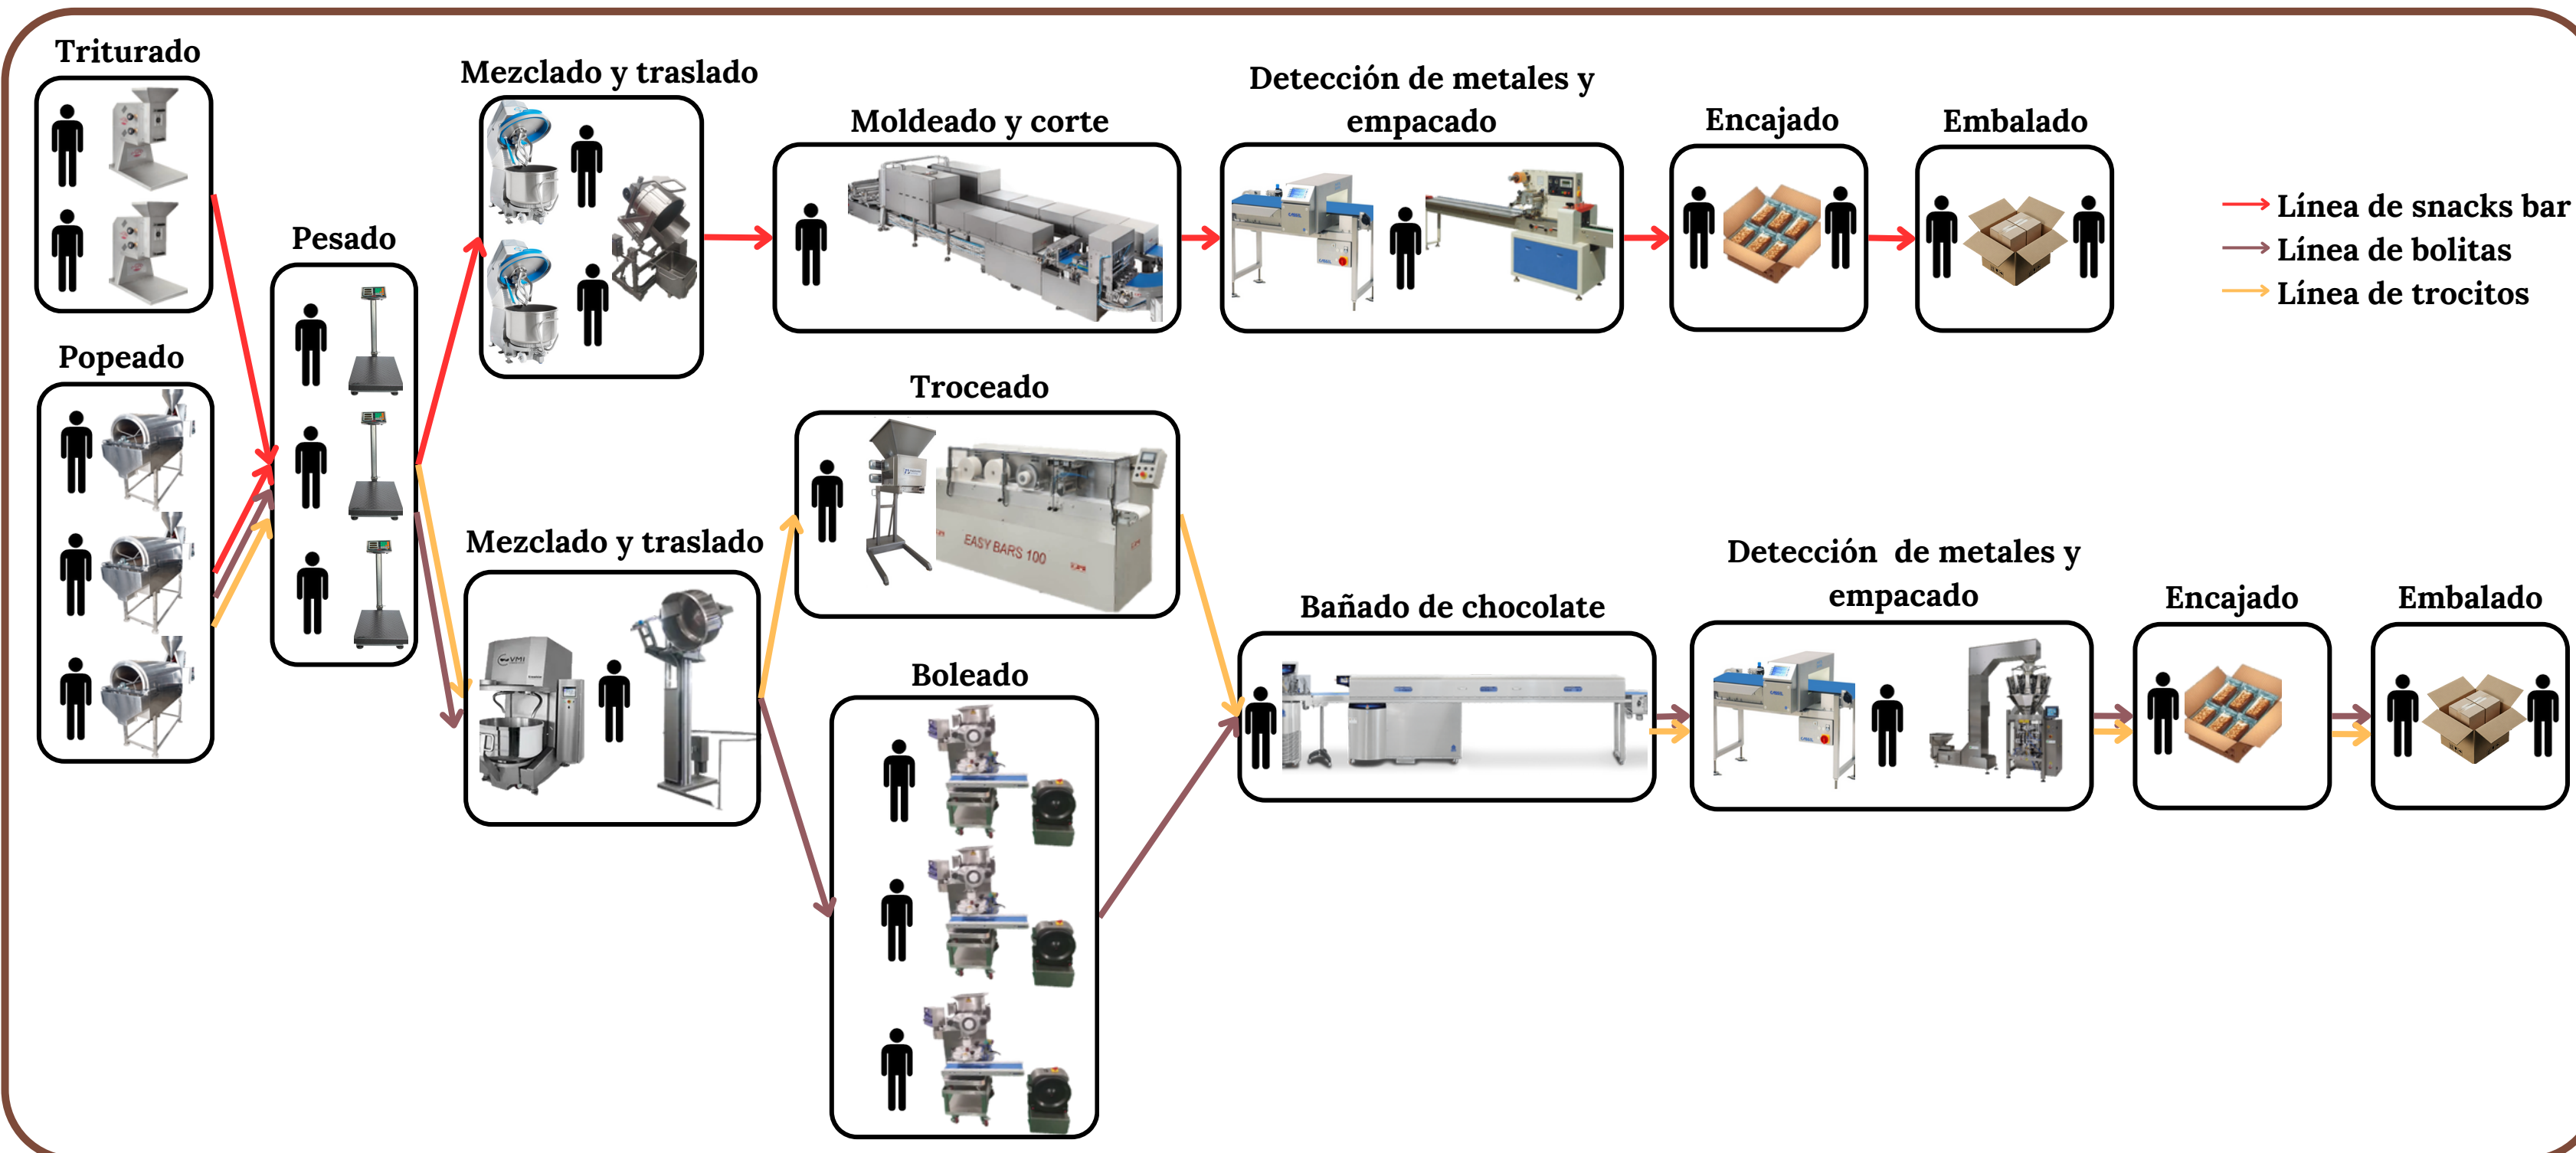 Triturado
Mezclado y traslado
Detección de metales y
empacado
Moldeado y corte
Encajado
Embalado
Línea de snacks bar
Línea de bolitas
Línea de trocitos
Pesado
Popeado
Troceado
EASY BARS 100
Mezclado y traslado
VMI
Detección de metales y
empacado
Bañado de chocolate
Encajado
Embalado
Boleado